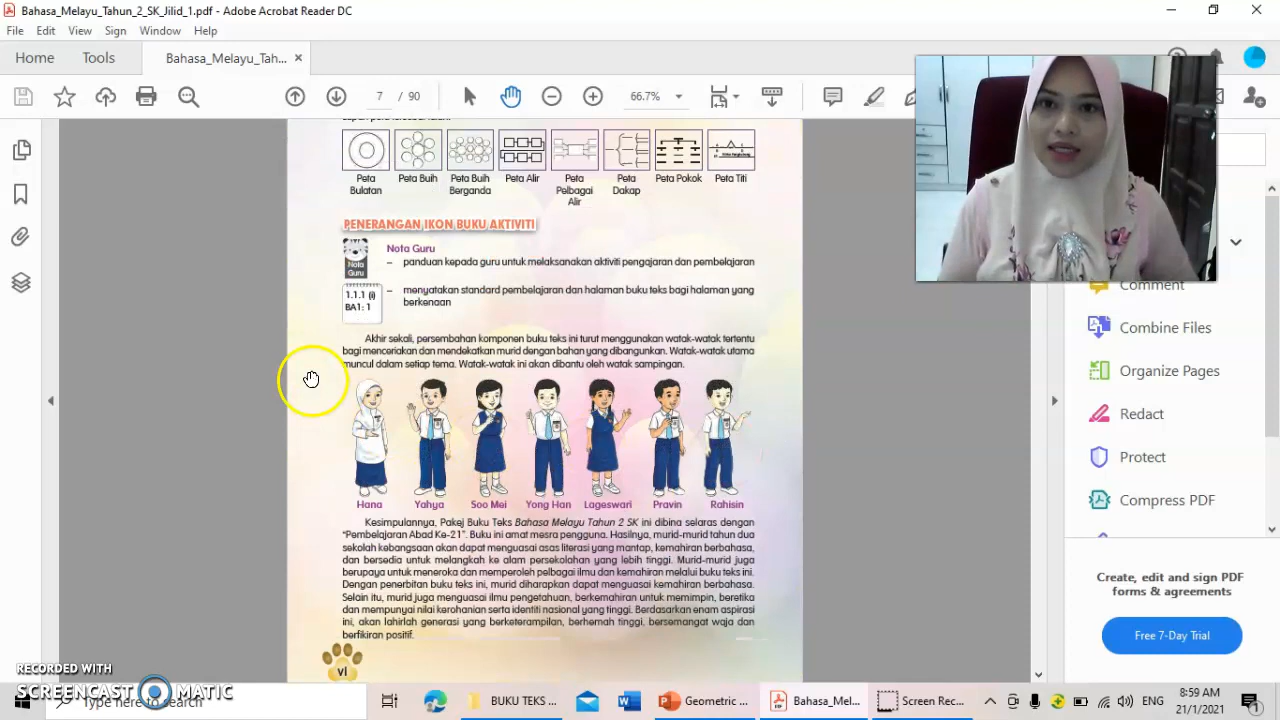 Bahasa_Melayu_Tahun_2_SK_Jilid_1.pdf - Adobe Acrobat Reader DC
File Edit View Sign Window Help
Home Tools Bahasa_Melayu_Tah... ×
7 / 90 66.7%
Peta Bulatan
Peta Buih
Peta Buih Berganda
Peta Alir
Peta Pelbagai Alir
Peta Dakap
Peta Pokok
Peta Titi
PENERANGAN IKON BUKU AKTIVITI
Nota Guru
Nota Guru
– panduan kepada guru untuk melaksanakan aktiviti pengajaran dan pembelajaran
1.1.1 (i)
BA1: 1
– menyatakan standard pembelajaran dan halaman buku teks bagi halaman yang
berkenaan
Akhir sekali, persembahan komponen buku teks ini turut menggunakan watak-watak tertentu
bagi menceriakan dan mendekatkan murid dengan bahan yang dibangunkan. Watak-watak utama
muncul dalam setiap tema. Watak-watak ini akan dibantu oleh watak sampingan.
Hana Yahya Soo Mei Yong Han Lageswari Pravin Rahisin
Kesimpulannya, Pakej Buku Teks Bahasa Melayu Tahun 2 SK ini dibina selaras dengan
"Pembelajaran Abad Ke-21". Buku ini amat mesra pengguna. Hasilnya, murid-murid tahun dua
sekolah kebangsaan akan dapat menguasai asas literasi yang mantap, kemahiran berbahasa,
dan bersedia untuk melangkah ke alam persekolahan yang lebih tinggi. Murid-murid juga
berupaya untuk meneroka dan memperoleh pelbagai ilmu dan kemahiran melalui buku teks ini.
Dengan penerbitan buku teks ini, murid diharapkan dapat menguasai kemahiran berbahasa.
Selain itu, murid juga menguasai ilmu pengetahuan, berkemahiran untuk memimpin, beretika
dan mempunyai nilai kerohanian serta identiti nasional yang tinggi. Berdasarkan enam aspirasi
ini, akan lahirlah generasi yang berketerampilan, berhemah tinggi, bersemangat waja dan
berfikiran positif.
vi
Comment
Combine Files
Organize Pages
Redact
Protect
Compress PDF
Create, edit and sign PDF
forms & agreements
Free 7-Day Trial
RECORDED WITH
SCREENCAST MATIC
Type here to search
BUKU TEKS ...
Geometric ...
Bahasa_Mel...
Screen Rec...
ENG
8:59 AM
21/1/2021